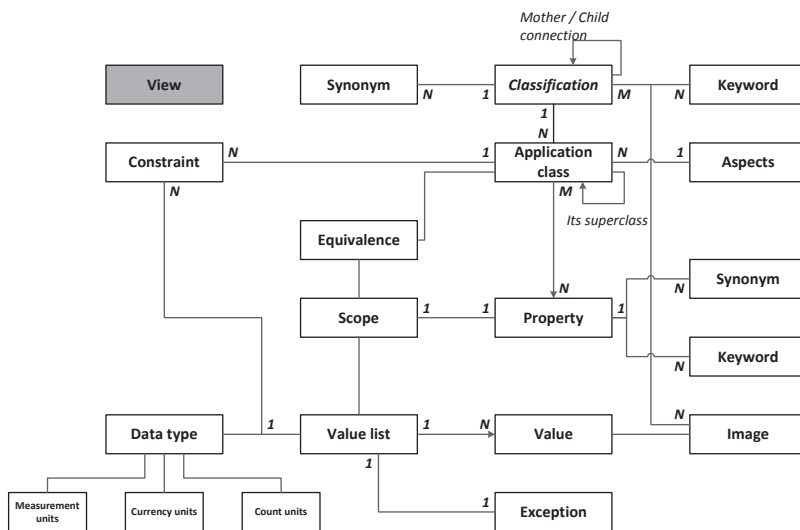 Mother / Child
connection
View
Synonym
N
1
Classification
M
N
Keyword
1
N
Constraint
N
1
Application
class
N
1
Aspects
N
M
Its superclass
Equivalence
Synonym
N
N
Scope
1
1
Property
1
Keyword
N
N
Data type
1
Value list
1
N
Value
Image
1
Measurement
units
Currency units
Count units
1
Exception